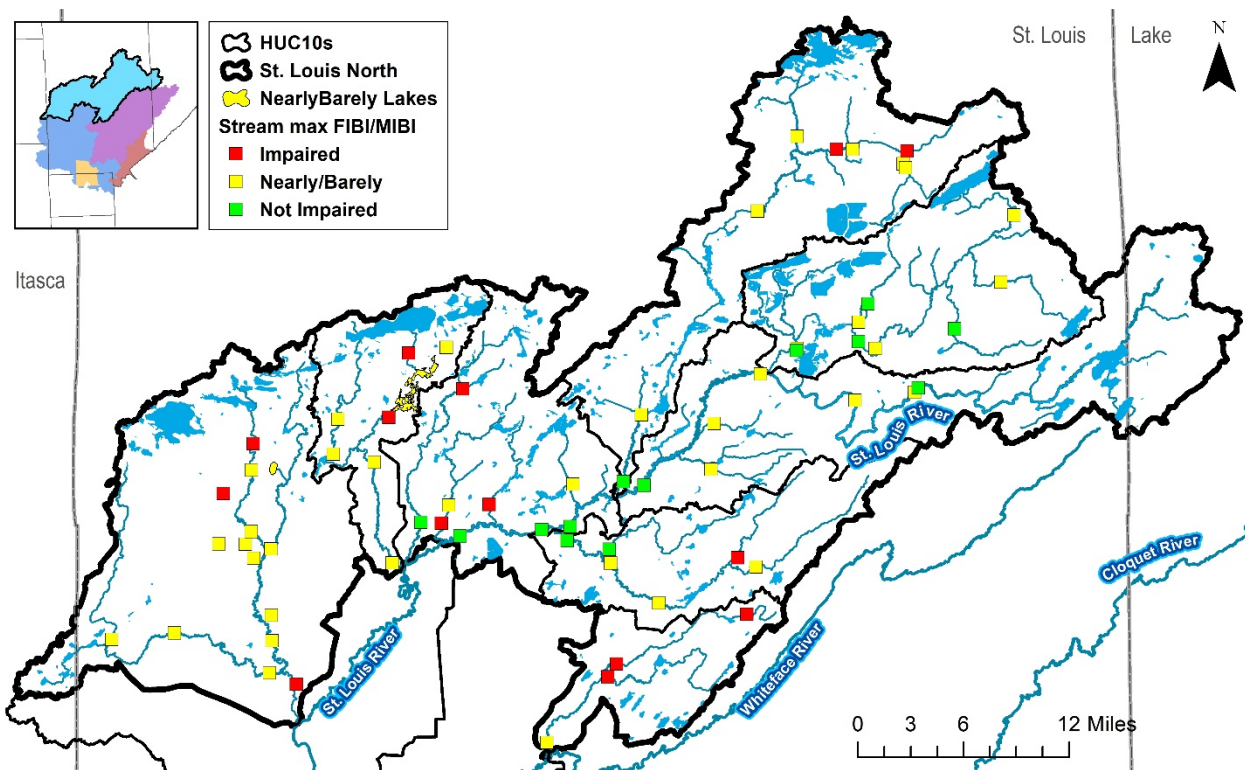 HUC10s
St. Louis North
NearlyBarely Lakes
Stream max FIBI/MIBI
Impaired
Nearly/Barely
Not Impaired
St. Louis
Lake
N
Itasca
St. Louis River
Cloquet River
St. Louis River
Whiteface River
0 3 6 12 Miles